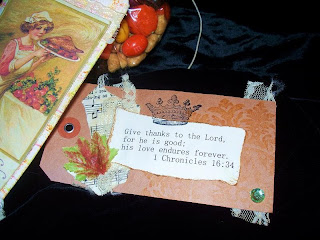 Give thanks to the Lord,
for he is good;
his love endures forever.
1 Chronicles 16:34